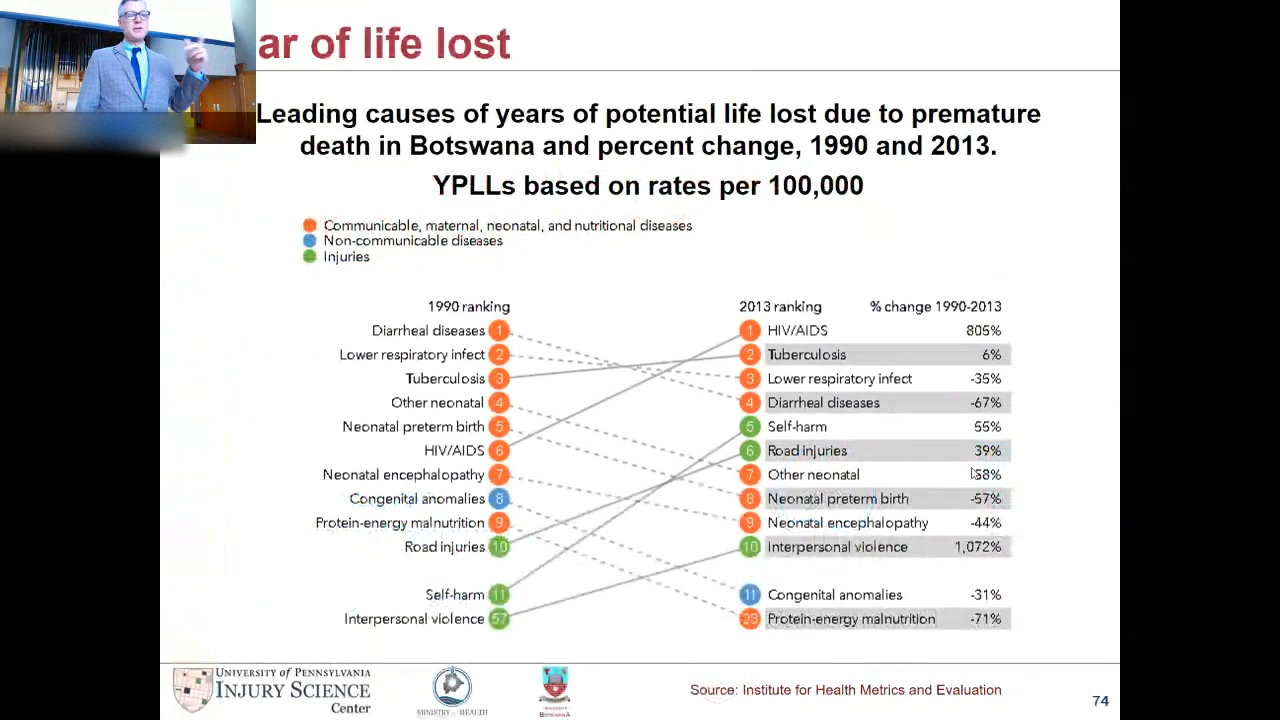 ar of life lost
Leading causes of years of potential life lost due to premature
death in Botswana and percent change, 1990 and 2013.
YPLLs based on rates per 100,000
Communicable, maternal, neonatal, and nutritional diseases
Non-communicable diseases
Injuries
1990 ranking 2013 ranking % change 1990-2013
Diarrheal diseases 1 1 HIV/AIDS 805%
Lower respiratory infect 2 2 Tuberculosis 6%
Tuberculosis 3 3 Lower respiratory infect -35%
Other neonatal 4 4 Diarrheal diseases -67%
Neonatal preterm birth 5 5 Self-harm 55%
HIV/AIDS 6 6 Road injuries 39%
Neonatal encephalopathy 7 7 Other neonatal 58%
Congenital anomalies 8 8 Neonatal preterm birth -57%
Protein-energy malnutrition 9 9 Neonatal encephalopathy -44%
Road injuries 10 10 Interpersonal violence 1,072%
Self-harm 11 11 Congenital anomalies -31%
Interpersonal violence 57 23 Protein-energy malnutrition -71%
UNIVERSITY OF PENNSYLVANIA
INJURY SCIENCE
Center
MINISTRY OF HEALTH
UNIVERSITY OF
BOTSWANA
Source: Institute for Health Metrics and Evaluation
74